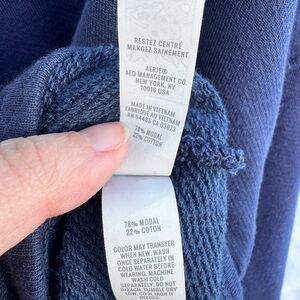 RESTEZ CENTRÉ
MANGEZ SAINEMENT
AERIE®
AEO MANAGEMENT CO.
NEW YORK, NY
10016 USA
MADE IN VIETNAM
FABRIQUÉ AU VIETNAM
RN 54485 CA 03873
78% MODAL
22% COTTON
78% MODAL
22% COTON
COLOR MAY TRANSFER
WHEN NEW. WASH
ONCE SEPARATELY IN
COLD WATER BEFORE
WEARING. MACHINE
WASH COLD
SEPARATELY. DO NOT
BLEACH. TUMBLE DRY
LOW. COOL IRON IF
NEEDED.